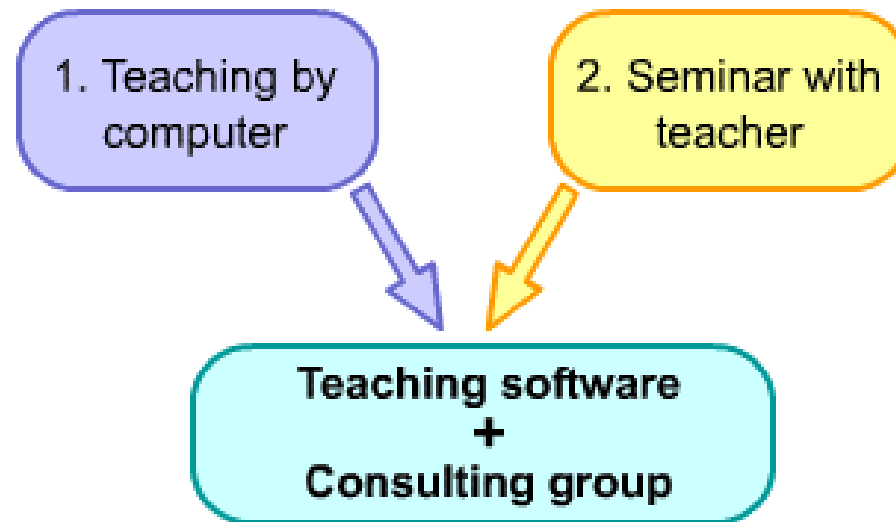 1. Teaching by
computer
2. Seminar with
teacher
Teaching software
+
Consulting group